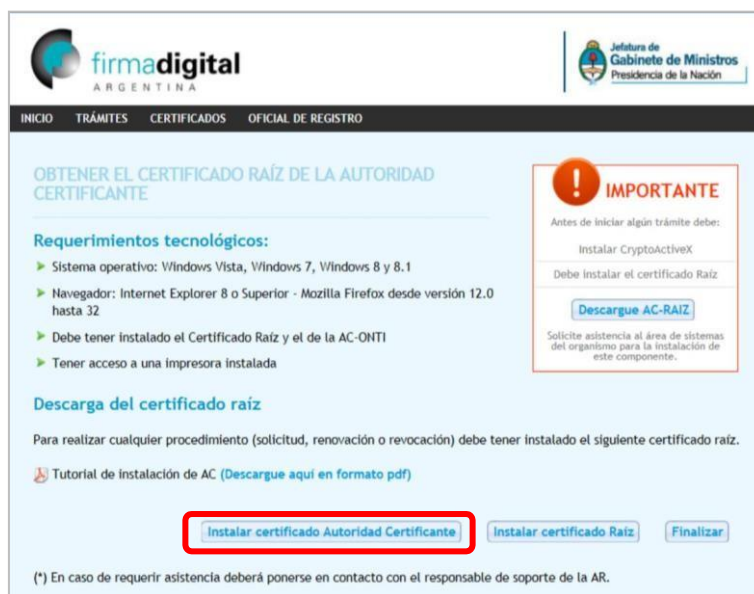 firmadigital
ARGENTINA
Jefatura de
Gabinete de Ministros
Presidencia de la Nación
INICIO TRÁMITES CERTIFICADOS OFICIAL DE REGISTRO
OBTENER EL CERTIFICADO RAÍZ DE LA AUTORIDAD
CERTIFICANTE
Requerimientos tecnológicos:
Sistema operativo: Windows Vista, Windows 7, Windows 8 y 8.1
Navegador: Internet Explorer 8 o Superior - Mozilla Firefox desde versión 12.0
hasta 32
Debe tener instalado el Certificado Raíz y el de la AC-ONTI
Tener acceso a una impresora instalada
! IMPORTANTE
Antes de iniciar algún trámite debe:
Instalar CryptoActiveX
Debe instalar el certificado Raíz
Descargue AC-RAIZ
Solicite asistencia al área de sistemas
del organismo para la instalación de
este componente.
Descarga del certificado raíz
Para realizar cualquier procedimiento (solicitud, renovación o revocación) debe tener instalado el siguiente certificado raíz.
Tutorial de instalación de AC (Descargue aquí en formato pdf)
Instalar certificado Autoridad Certificante Instalar certificado Raíz Finalizar
(*) En caso de requerir asistencia deberá ponerse en contacto con el responsable de soporte de la AR.